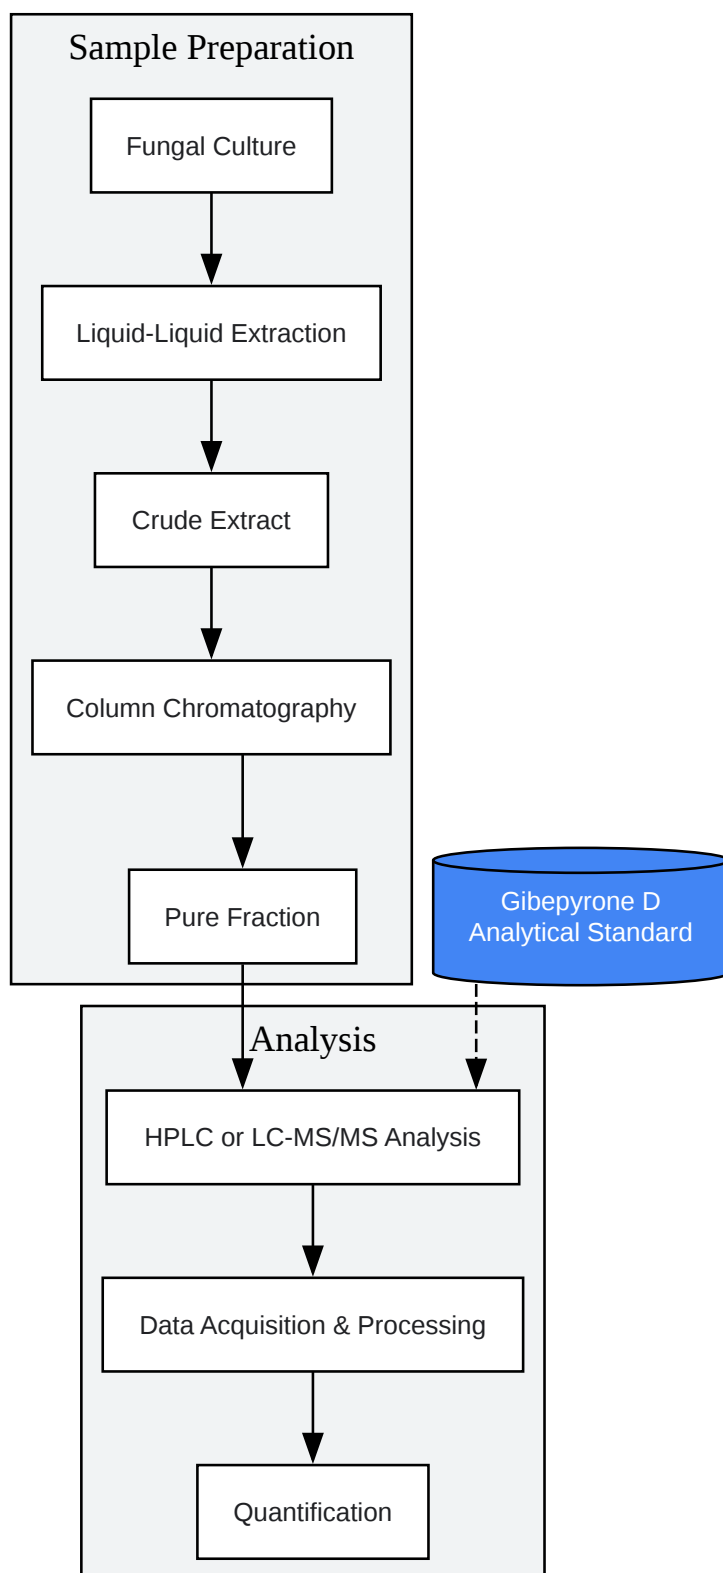 Sample Preparation
Fungal Culture
Liquid-Liquid Extraction
Crude Extract
Column Chromatography
Pure Fraction
Gibepyrone D
Analytical Standard
Analysis
HPLC or LC-MS/MS Analysis
Data Acquisition & Processing
Quantification